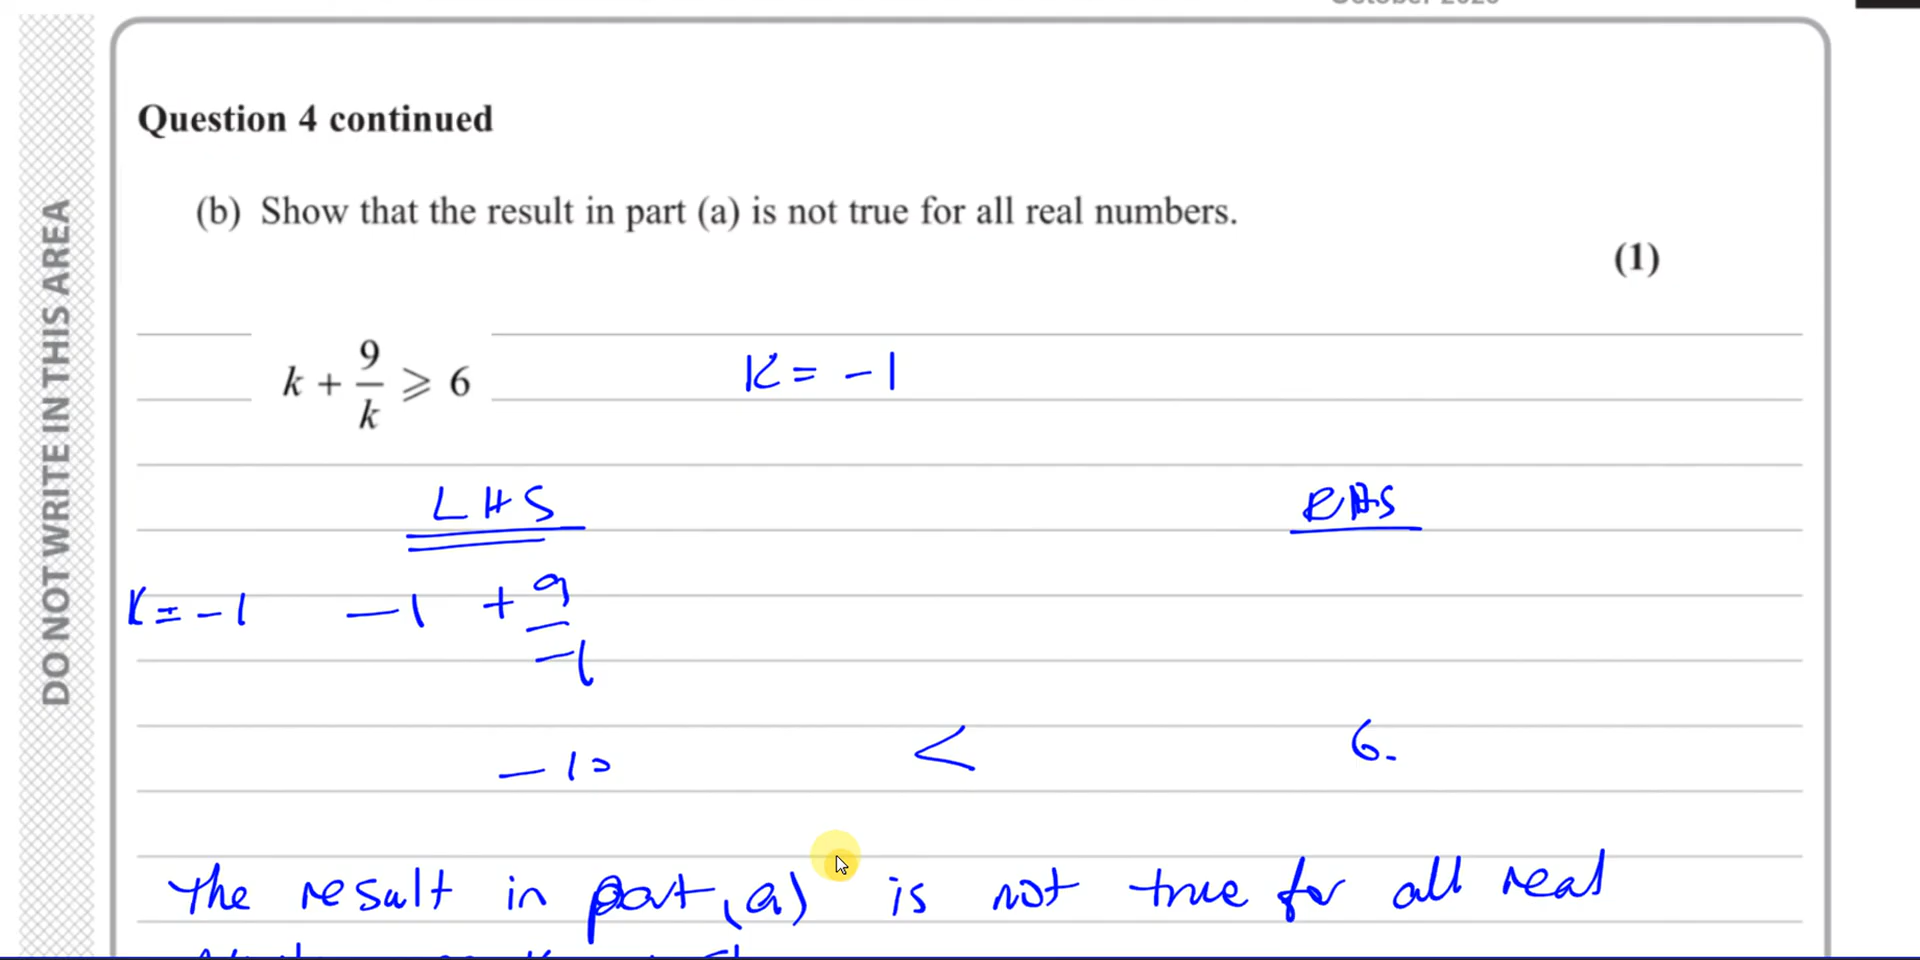 Question 4 continued
(b) Show that the result in part (a) is not true for all real numbers.
(1)
k + 9/k ⩾ 6
K = -1
LHS
RHS
K = -1    -1 + 9/-1
-10 < 6.
The result in part (a) is not true for all real
DO NOT WRITE IN THIS AREA